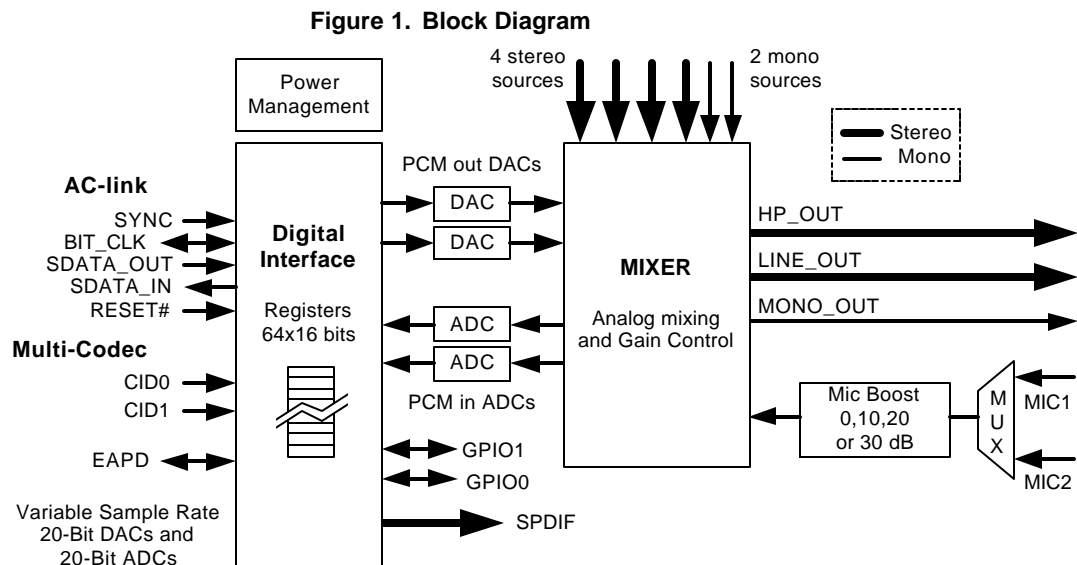 Figure 1. Block Diagram
4 stereo
sources
2 mono
sources
Power
Management
Stereo
Mono
PCM out DACs
AC-link
SYNC
BIT_CLK
SDATA_OUT
SDATA_IN
RESET#
Multi-Codec
CID0
CID1
EAPD
Variable Sample Rate
20-Bit DACs and
20-Bit ADCs
Digital
Interface
Registers
64x16 bits
DAC
DAC
ADC
ADC
PCM in ADCs
GPIO1
GPIO0
SPDIF
MIXER
Analog mixing
and Gain Control
HP_OUT
LINE_OUT
MONO_OUT
Mic Boost
0,10,20
or 30 dB
M
U
X
MIC1
MIC2